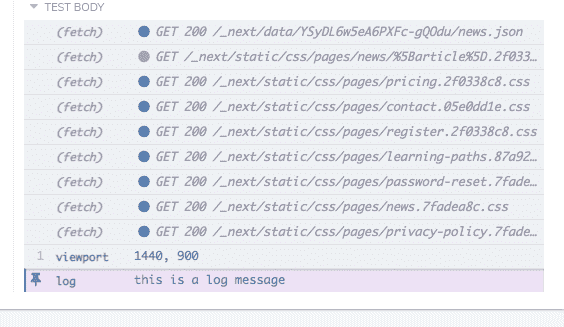 TEST BODY
(fetch) GET 200 /_next/data/YSyDL6w5eA6PXFc-gQOdu/news.json
(fetch) GET /_next/static/css/pages/news/%5Barticle%5D.2f033…
(fetch) GET 200 /_next/static/css/pages/pricing.2f0338c8.css
(fetch) GET 200 /_next/static/css/pages/contact.05e0dd1e.css
(fetch) GET 200 /_next/static/css/pages/register.2f0338c8.css
(fetch) GET 200 /_next/static/css/pages/learning-paths.87a92…
(fetch) GET 200 /_next/static/css/pages/password-reset.7fade…
(fetch) GET 200 /_next/static/css/pages/news.7fadea8c.css
(fetch) GET 200 /_next/static/css/pages/privacy-policy.7fade…
1 viewport 1440, 900
log this is a log message